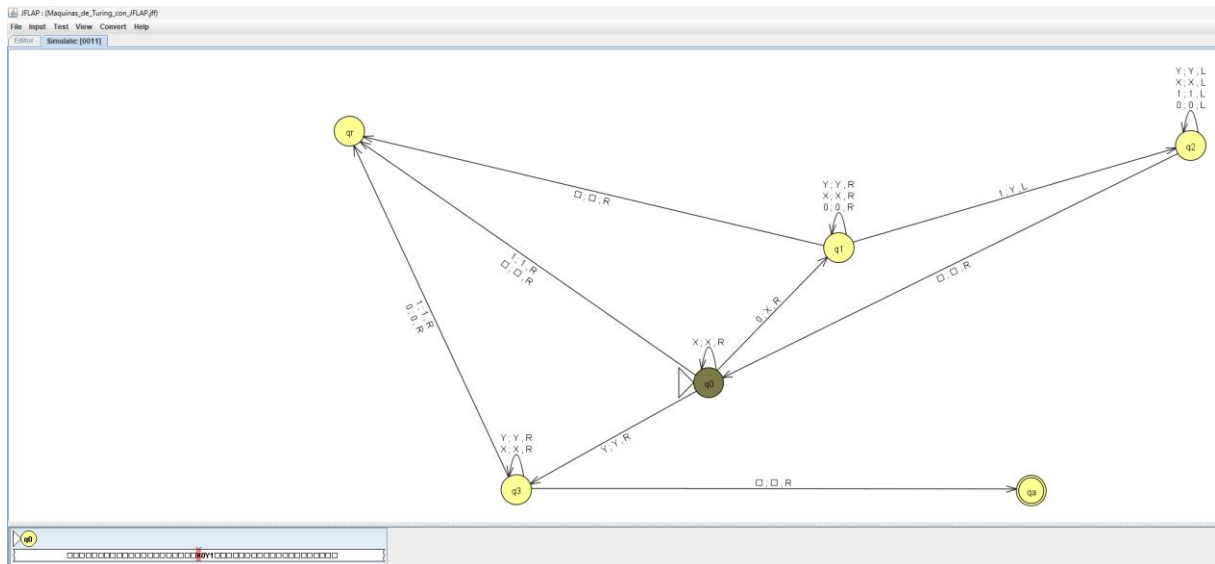 JFLAP : (Maquinas_de_Turing_con_JFLAP.jff)
File Input Test View Convert Help
Editor Simulate: [0011]
Y ; Y , L
X ; X , L
1 ; 1 , L
0 ; 0 , L
qr
q2
Y ; Y , R
X ; X , R
0 ; 0 , R
□ ; □ , R
1 ; Y , L
q1
1 ; 1 , R
□ ; □ , R
□ ; □ , R
1 ; 1 , R
0 ; 0 , R
0 ; X , R
X ; X , R
q0
Y ; Y , R
Y ; Y , R
X ; X , R
q3
□ ; □ , R
qa
q0
□□□□□□□□□□□□□□□□□□□□□X0Y1□□□□□□□□□□□□□□□□□□□□